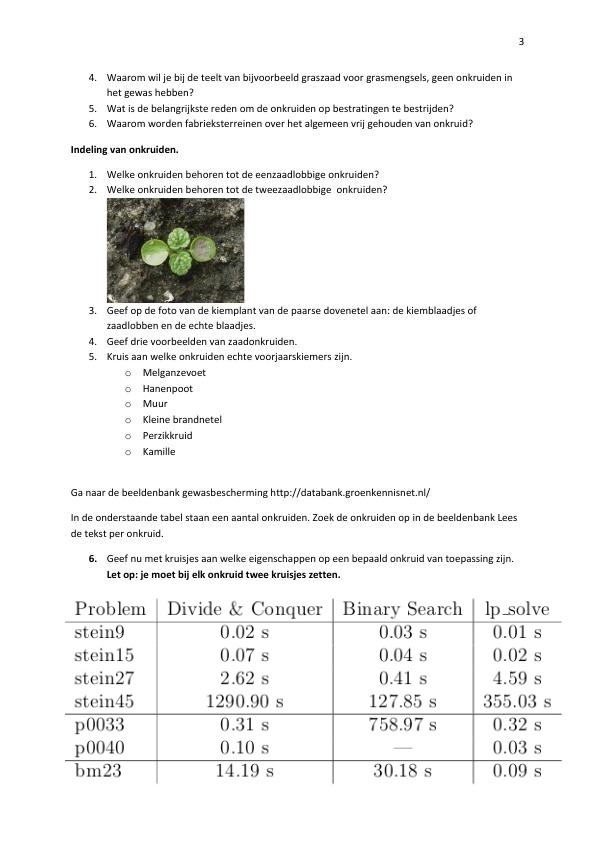 3
4. Waarom wil je bij de teelt van bijvoorbeeld graszaad voor grasmengsels, geen onkruiden in
het gewas hebben?
5. Wat is de belangrijkste reden om de onkruiden op bestratingen te bestrijden?
6. Waarom worden fabrieksterreinen over het algemeen vrij gehouden van onkruid?
Indeling van onkruiden.
1. Welke onkruiden behoren tot de eenzaadlobbige onkruiden?
2. Welke onkruiden behoren tot de tweezaadlobbige  onkruiden?
3. Geef op de foto van de kiemplant van de paarse dovenetel aan: de kiemblaadjes of
zaadlobben en de echte blaadjes.
4. Geef drie voorbeelden van zaadonkruiden.
5. Kruis aan welke onkruiden echte voorjaarskiemers zijn.
o Melganzevoet
o Hanenpoot
o Muur
o Kleine brandnetel
o Perzikkruid
o Kamille
Ga naar de beeldenbank gewasbescherming http://databank.groenkennisnet.nl/
In de onderstaande tabel staan een aantal onkruiden. Zoek de onkruiden op in de beeldenbank Lees
de tekst per onkruid.
6. Geef nu met kruisjes aan welke eigenschappen op een bepaald onkruid van toepassing zijn.
Let op: je moet bij elk onkruid twee kruisjes zetten.
Problem Divide & Conquer Binary Search lp_solve
stein9 0.02 s 0.03 s 0.01 s
stein15 0.07 s 0.04 s 0.02 s
stein27 2.62 s 0.41 s 4.59 s
stein45 1290.90 s 127.85 s 355.03 s
p0033 0.31 s 758.97 s 0.32 s
p0040 0.10 s — 0.03 s
bm23 14.19 s 30.18 s 0.09 s